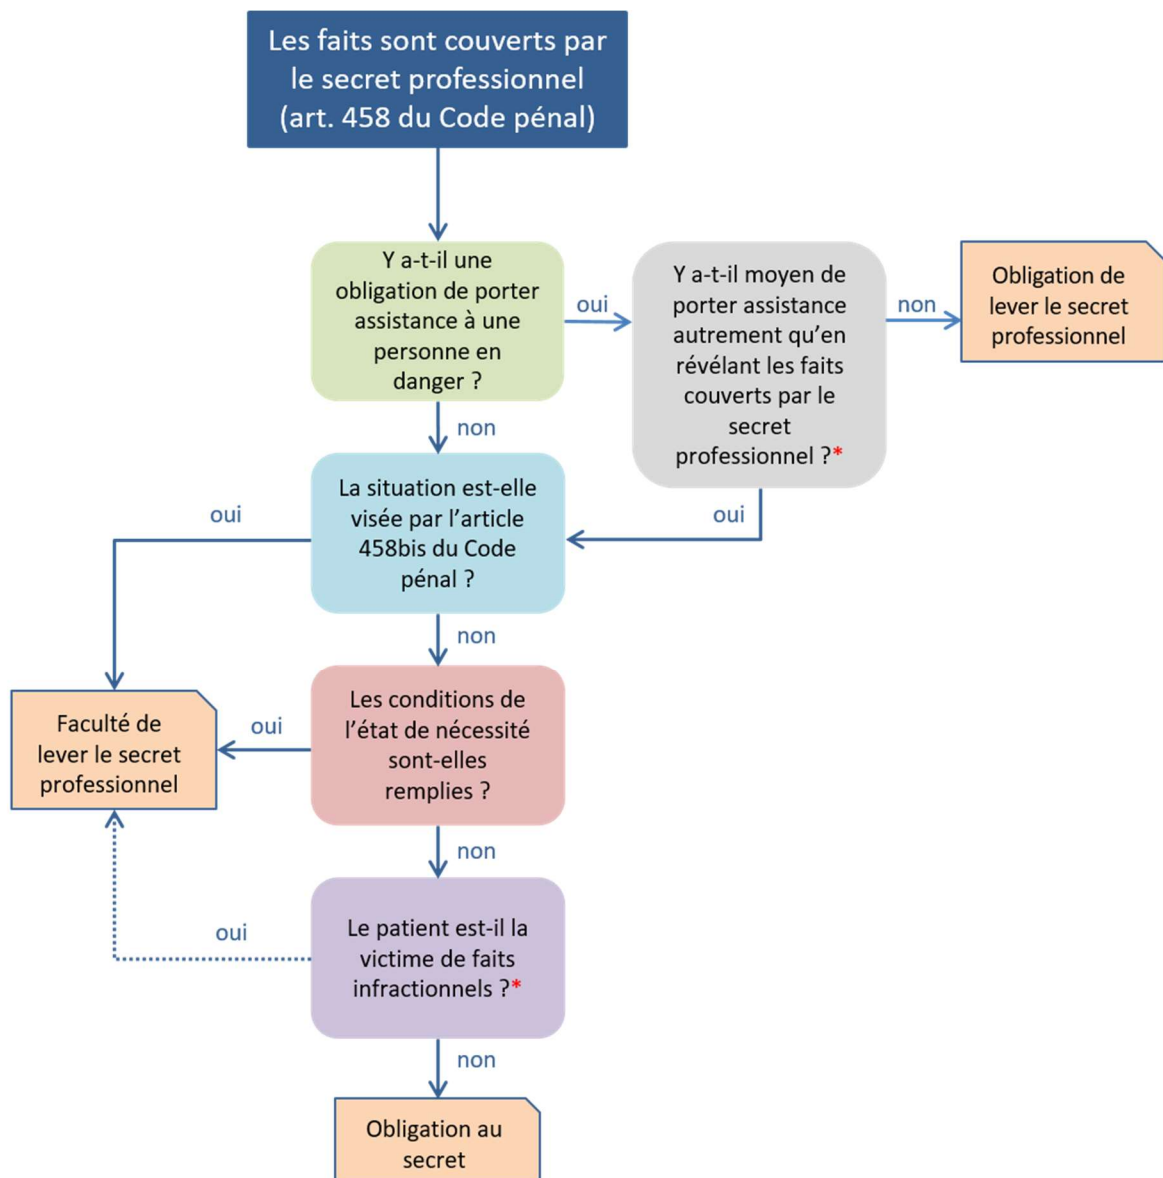 Les faits sont couverts par
le secret professionnel
(art. 458 du Code pénal)
Y a-t-il une
obligation de porter
assistance à une
personne en
danger ?
oui
Y a-t-il moyen de
porter assistance
autrement qu'en
révélant les faits
couverts par le
secret
professionnel ?*
non
Obligation de
lever le secret
professionnel
non
oui
La situation est-elle
visée par l'article
458bis du Code
pénal ?
oui
non
Faculté de
lever le secret
professionnel
oui
Les conditions de
l'état de nécessité
sont-elles
remplies ?
non
oui
Le patient est-il la
victime de faits
infractionnels ?*
non
Obligation au
secret